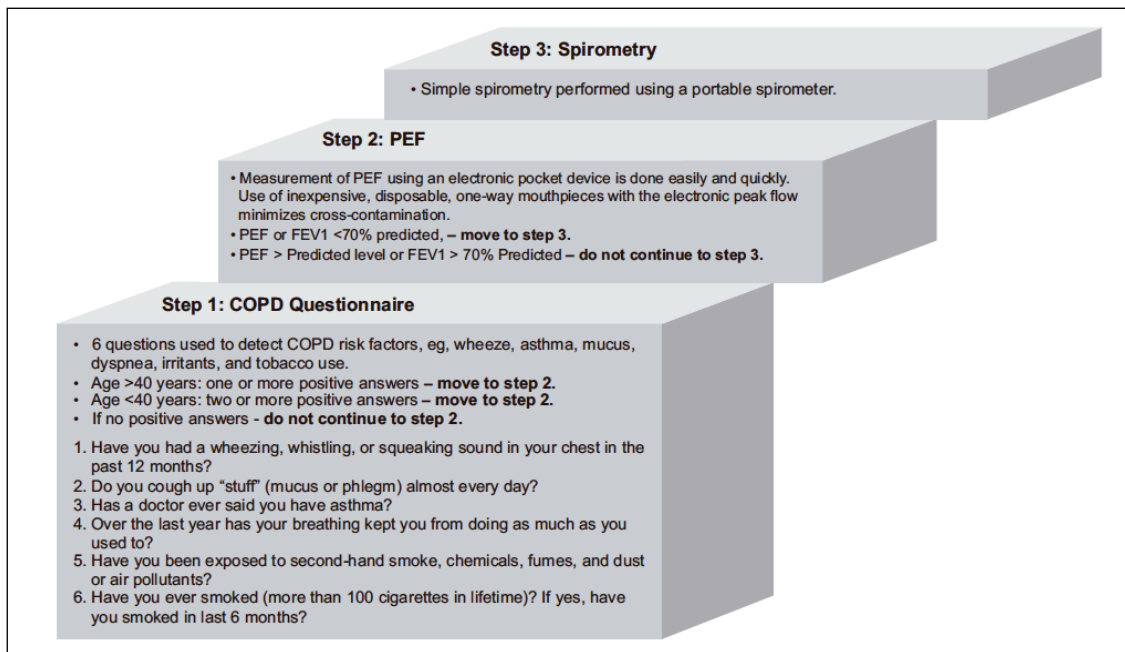 Step 3: Spirometry
• Simple spirometry performed using a portable spirometer.
Step 2: PEF
• Measurement of PEF using an electronic pocket device is done easily and quickly.
Use of inexpensive, disposable, one-way mouthpieces with the electronic peak flow
minimizes cross-contamination.
• PEF or FEV1 <70% predicted, – move to step 3.
• PEF > Predicted level or FEV1 > 70% Predicted – do not continue to step 3.
Step 1: COPD Questionnaire
• 6 questions used to detect COPD risk factors, eg, wheeze, asthma, mucus,
dyspnea, irritants, and tobacco use.
• Age >40 years: one or more positive answers – move to step 2.
• Age <40 years: two or more positive answers – move to step 2.
• If no positive answers - do not continue to step 2.
1. Have you had a wheezing, whistling, or squeaking sound in your chest in the
past 12 months?
2. Do you cough up “stuff” (mucus or phlegm) almost every day?
3. Has a doctor ever said you have asthma?
4. Over the last year has your breathing kept you from doing as much as you
used to?
5. Have you been exposed to second-hand smoke, chemicals, fumes, and dust
or air pollutants?
6. Have you ever smoked (more than 100 cigarettes in lifetime)? If yes, have
you smoked in last 6 months?